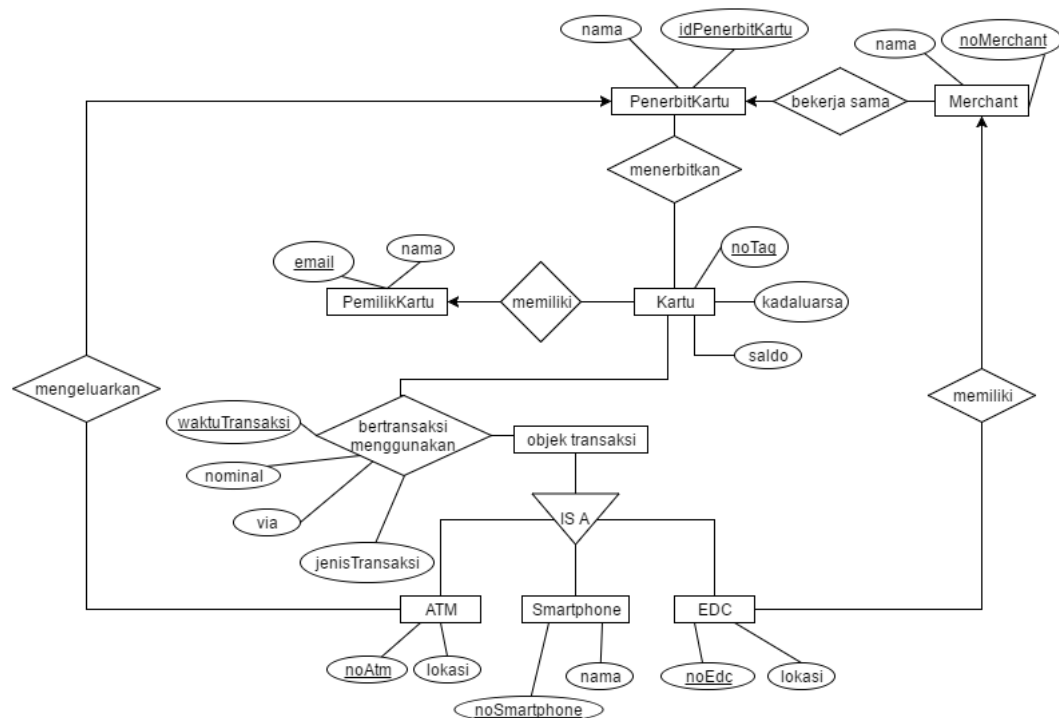 nama
idPenerbitKartu
nama
noMerchant
PenerbitKartu
bekerja sama
Merchant
menerbitkan
email
nama
noTag
PemilikKartu
memiliki
Kartu
kadaluarsa
saldo
mengeluarkan
memiliki
waktuTransaksi
bertransaksi
menggunakan
objek transaksi
nominal
via
IS A
jenisTransaksi
ATM
Smartphone
EDC
noAtm
lokasi
nama
noEdc
lokasi
noSmartphone